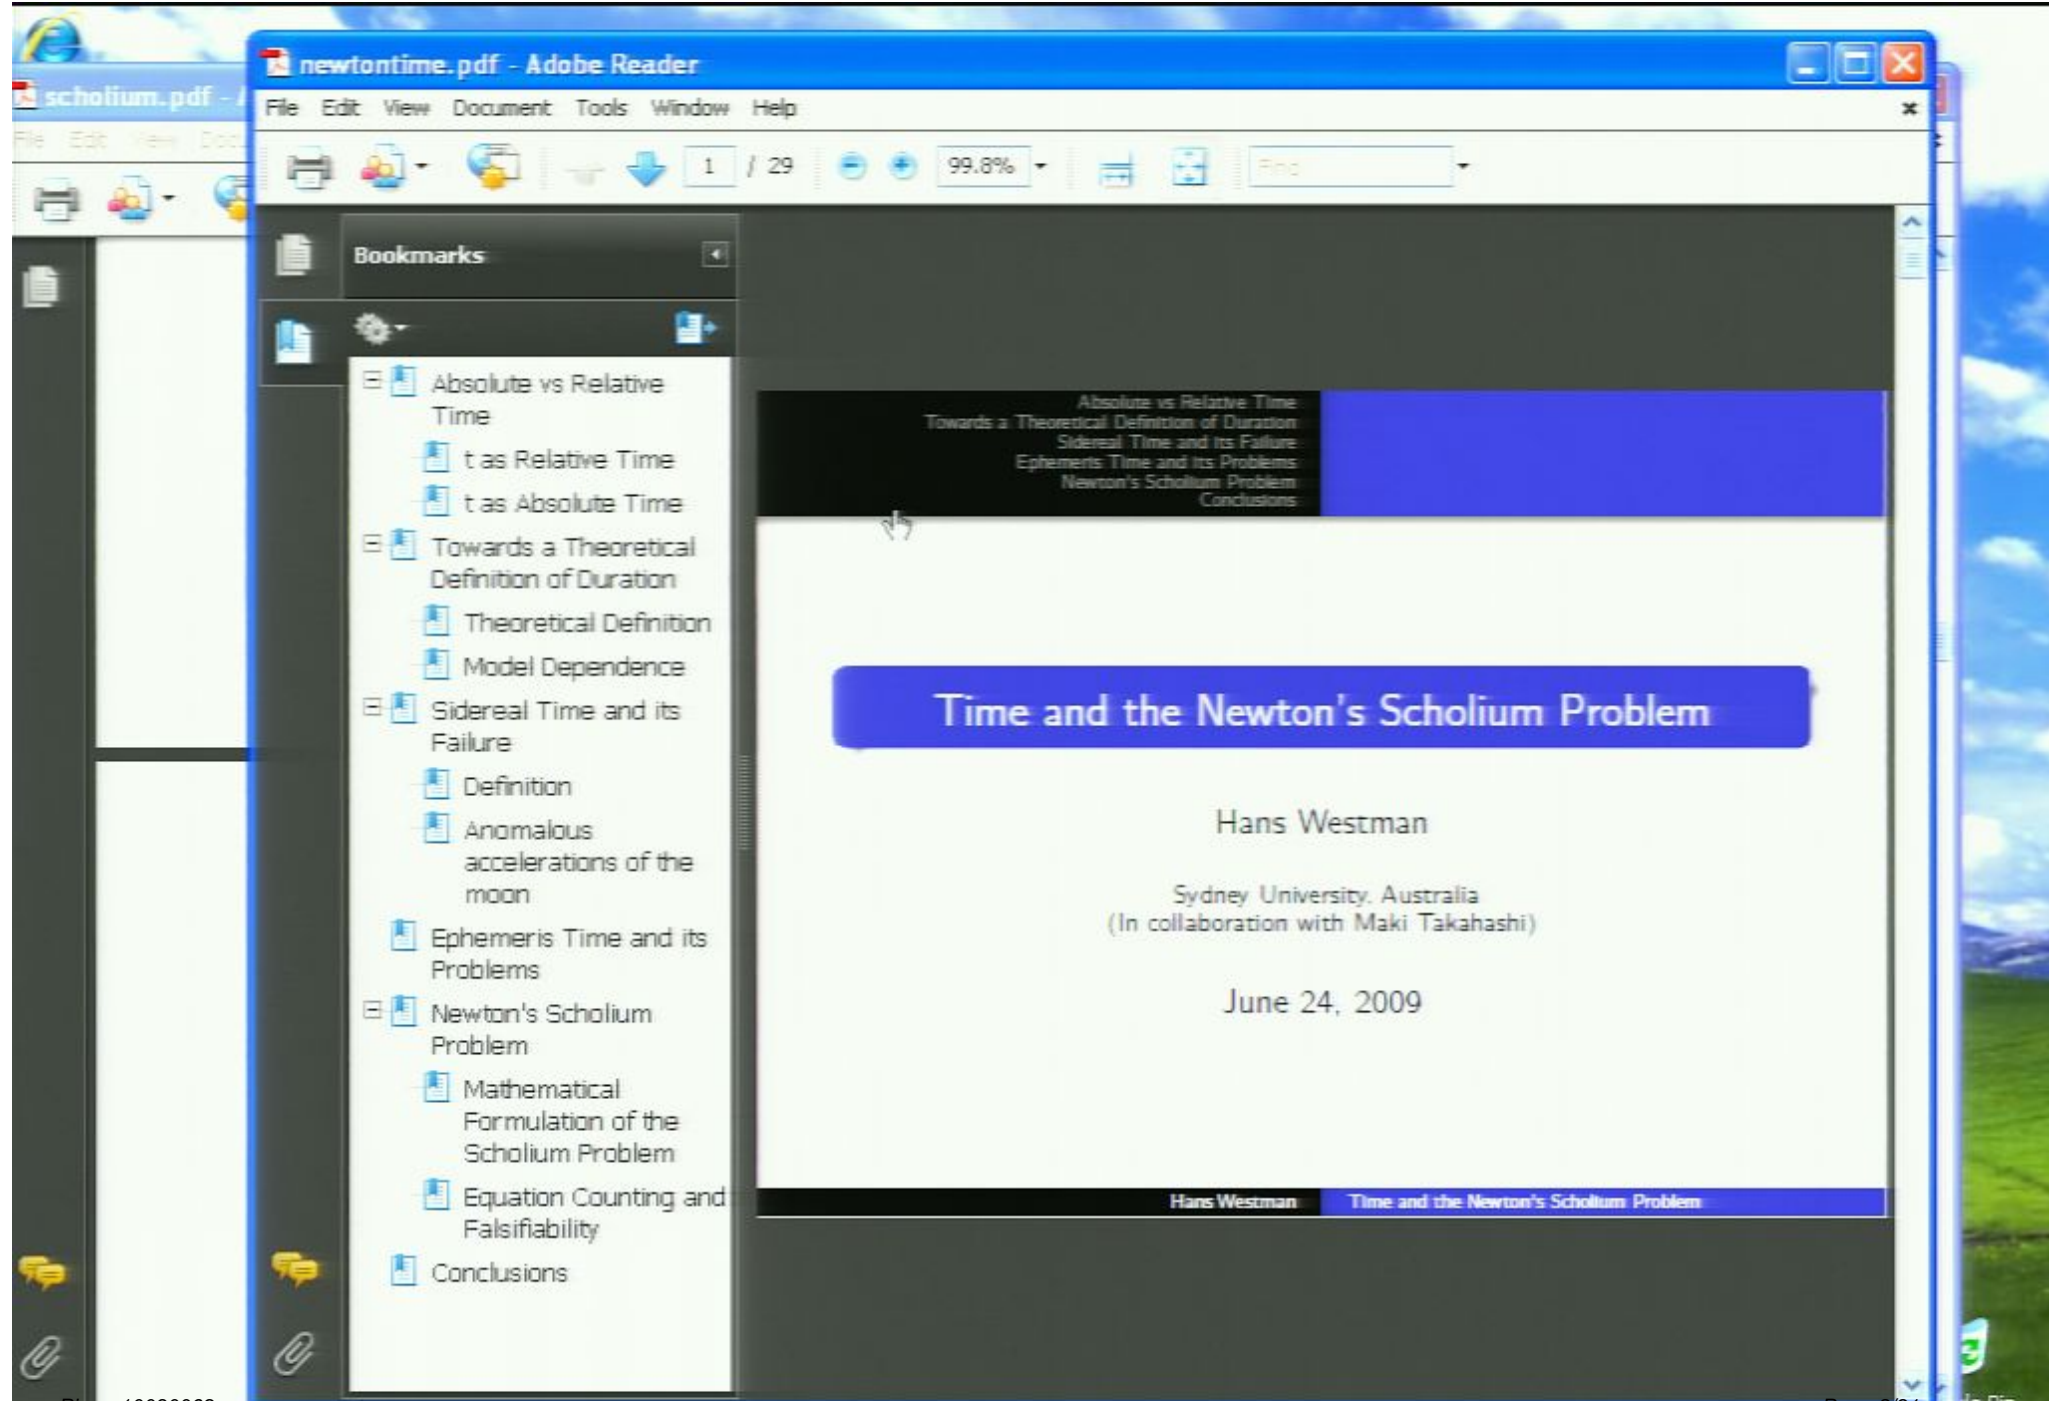 newtontime.pdf - Adobe Reader
scholium.pdf -
File Edit View Document Tools Window Help
File Edit View
1 / 29 99.8% Find
Bookmarks
Absolute vs Relative
Time
t as Relative Time
t as Absolute Time
Towards a Theoretical
Definition of Duration
Theoretical Definition
Model Dependence
Sidereal Time and its
Failure
Definition
Anomalous
accelerations of the
moon
Ephemeris Time and its
Problems
Newton's Scholium
Problem
Mathematical
Formulation of the
Scholium Problem
Equation Counting and
Falsifiability
Conclusions
Absolute vs Relative Time
Towards a Theoretical Definition of Duration
Sidereal Time and its Failure
Ephemeris Time and its Problems
Newton's Scholium Problem
Conclusions
Time and the Newton's Scholium Problem
Hans Westman
Sydney University, Australia
(In collaboration with Maki Takahashi)
June 24, 2009
Hans Westman Time and the Newton's Scholium Problem